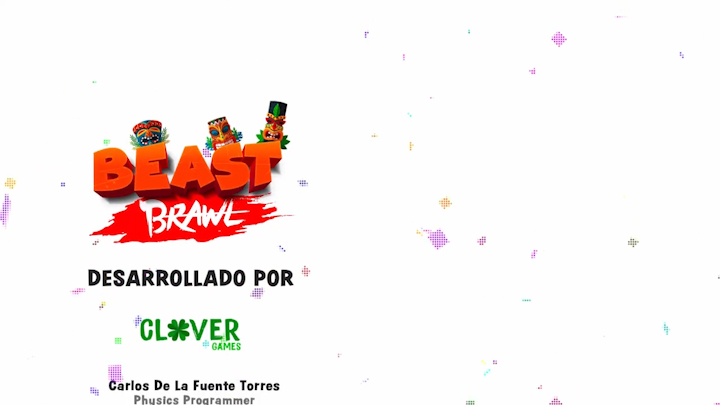 BEAST
BRAWL
DESARROLLADO POR
CLOVER
GAMES
Carlos De La Fuente Torres
Physics Programmer